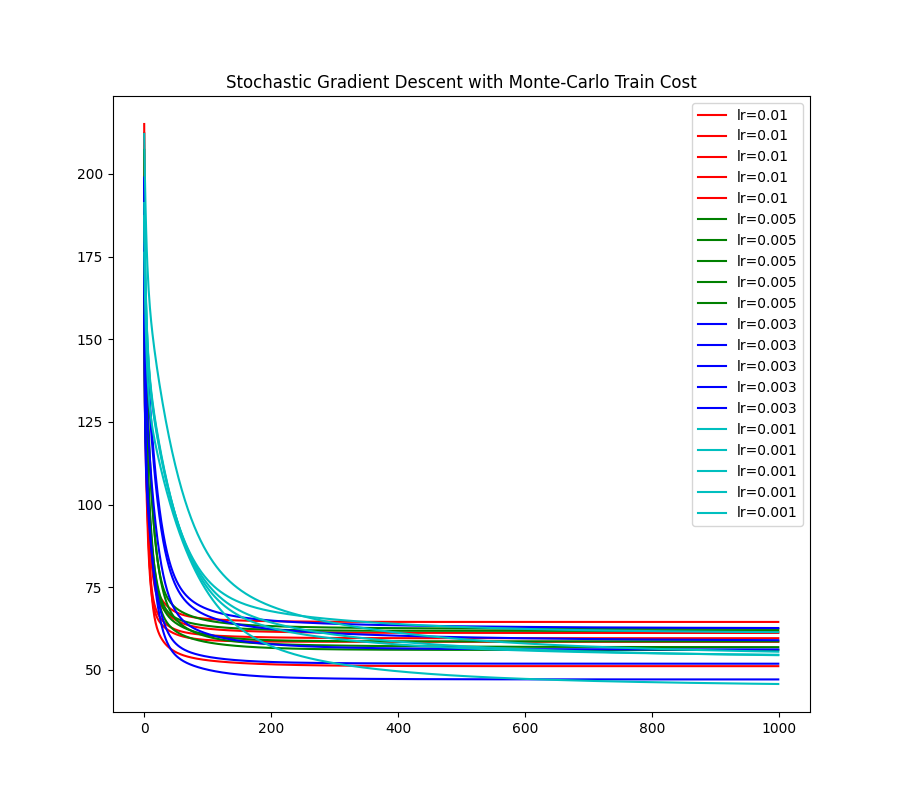 Stochastic Gradient Descent with Monte-Carlo Train Cost
200
175
150
125
100
75
50
0
200
400
600
800
1000
lr=0.01
lr=0.01
lr=0.01
lr=0.01
lr=0.01
lr=0.005
lr=0.005
lr=0.005
lr=0.005
lr=0.005
lr=0.003
lr=0.003
lr=0.003
lr=0.003
lr=0.003
lr=0.001
lr=0.001
lr=0.001
lr=0.001
lr=0.001